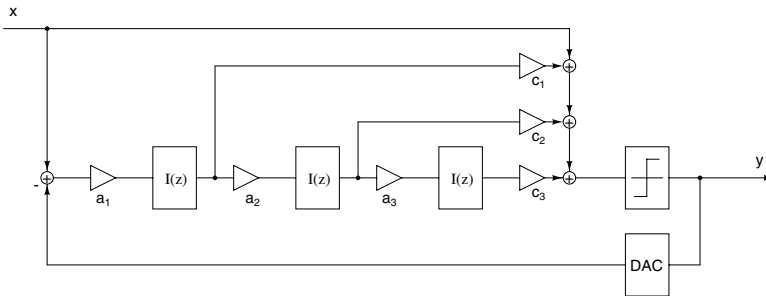 x
c₁
c₂
y
-
a₁
I(z)
a₂
I(z)
a₃
I(z)
c₃
DAC